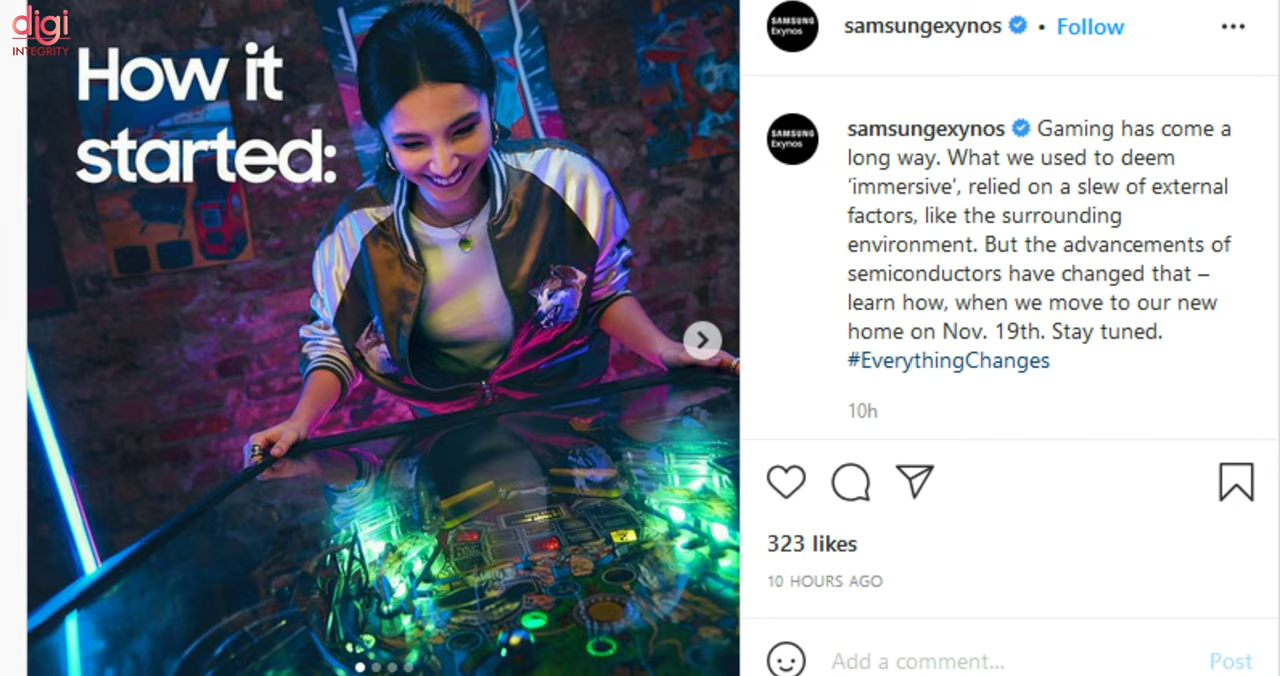 digi
INTEGRITY
How it
started:
SAMSUNG
Exynos
samsungexynos • Follow
SAMSUNG
Exynos
samsungexynos Gaming has come a
long way. What we used to deem
‘immersive’, relied on a slew of external
factors, like the surrounding
environment. But the advancements of
semiconductors have changed that –
learn how, when we move to our new
home on Nov. 19th. Stay tuned.
#EverythingChanges
10h
323 likes
10 HOURS AGO
Add a comment... Post